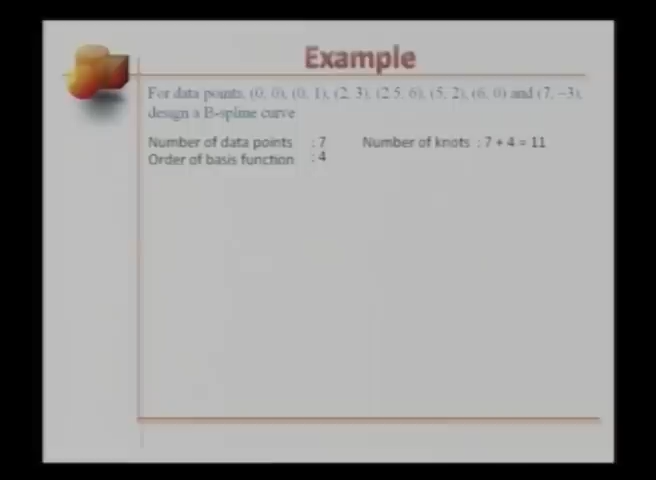 Example
For data points, (0, 0), (0, 1), (2, 3), (2.5, 6), (5, 2), (6, 0) and (7, −3),
design a B-spline curve
Number of data points : 7 Number of knots : 7 + 4 = 11
Order of basis function : 4